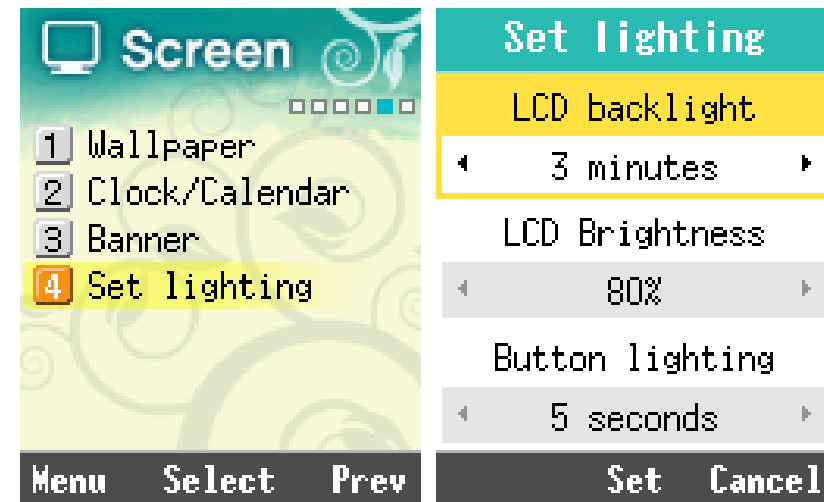 Screen
1 Wallpaper
2 Clock/Calendar
3 Banner
4 Set lighting
Menu Select Prev
Set lighting
LCD backlight
3 minutes
LCD Brightness
80%
Button lighting
5 seconds
Set Cancel